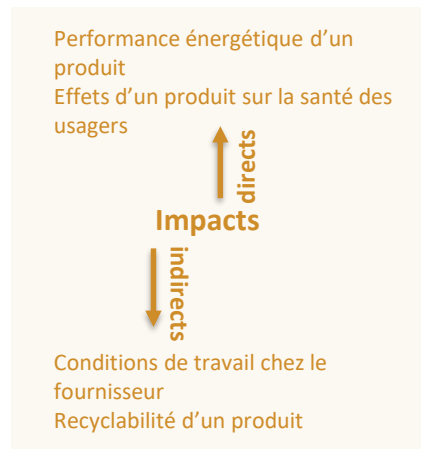 Performance énergétique d’un
produit
Effets d’un produit sur la santé des
usagers
directs
Impacts
indirects
Conditions de travail chez le
fournisseur
Recyclabilité d’un produit